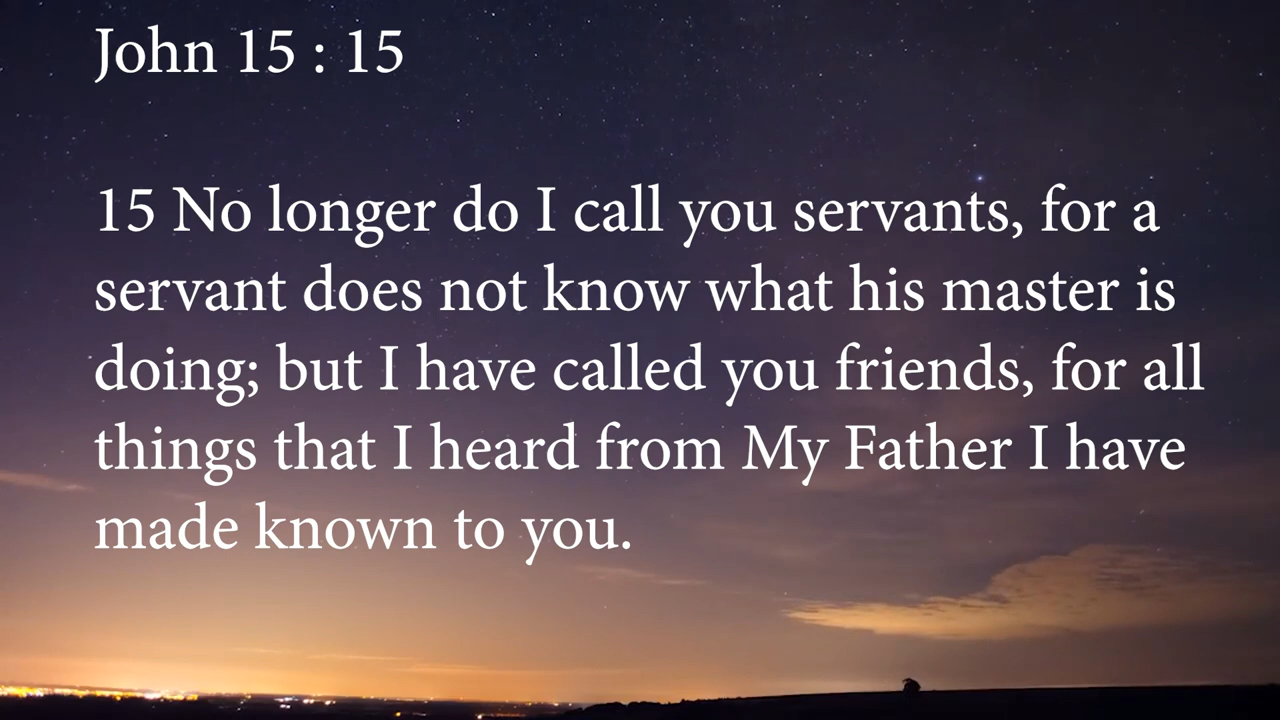 John 15 : 15
15 No longer do I call you servants, for a
servant does not know what his master is
doing; but I have called you friends, for all
things that I heard from My Father I have
made known to you.